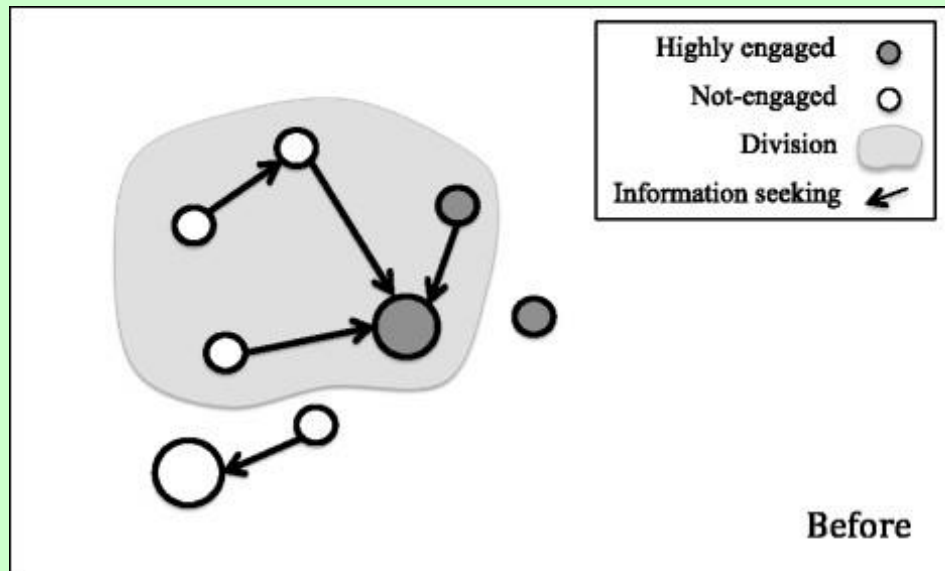 Highly engaged
Not-engaged
Division
Information seeking
Before